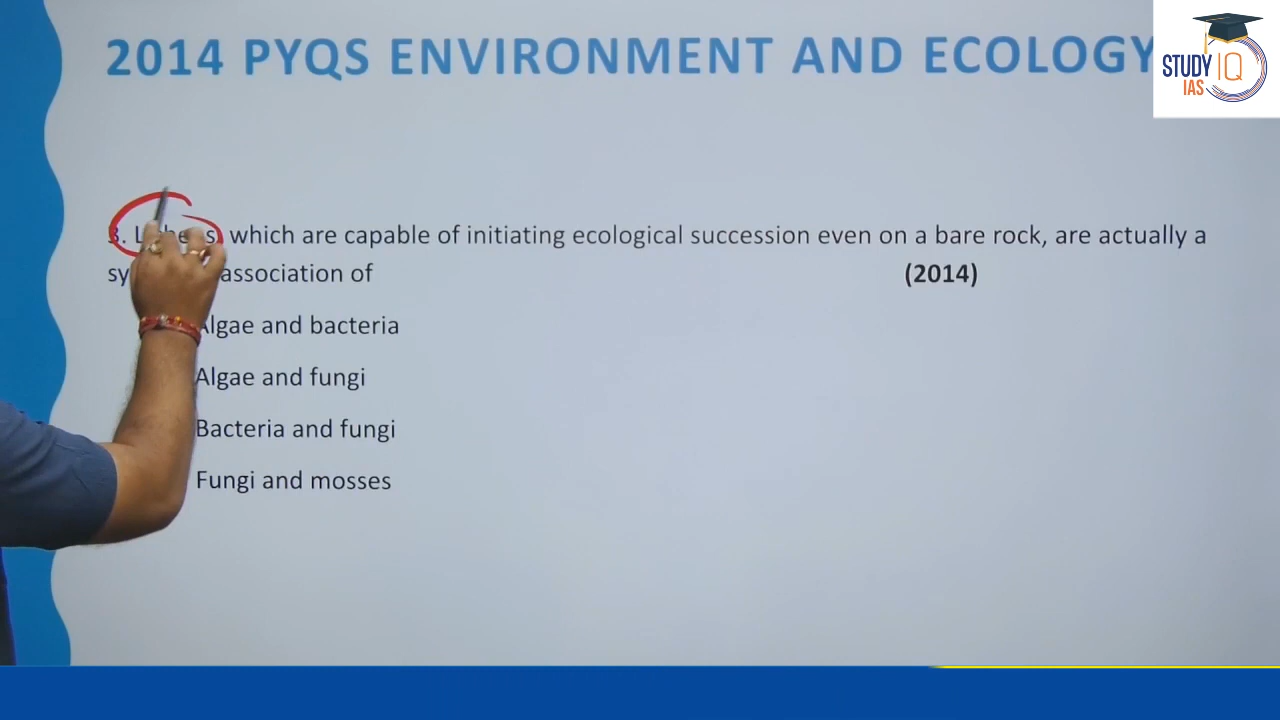 2014 PYQS ENVIRONMENT AND ECOLOGY
STUDY IQ
IAS
which are capable of initiating ecological succession even on a bare rock, are actually a
association of (2014)
Algae and bacteria
Algae and fungi
Bacteria and fungi
Fungi and mosses